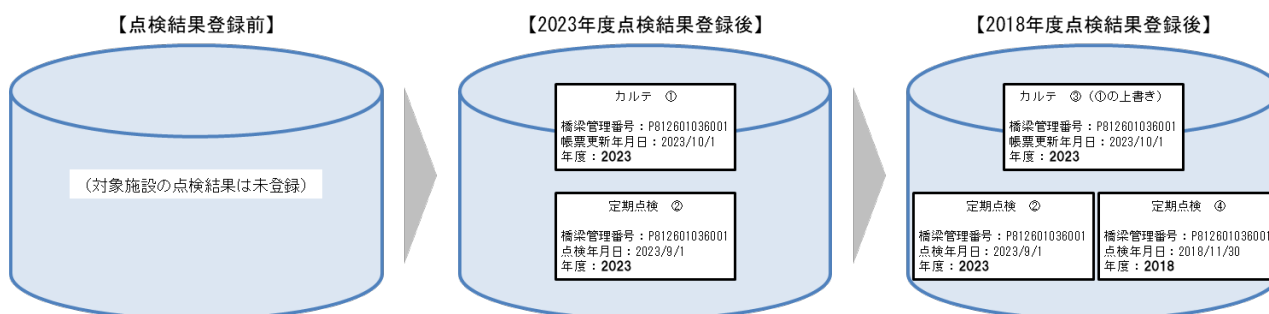 【点検結果登録前】
【2023年度点検結果登録後】
【2018年度点検結果登録後】
(対象施設の点検結果は未登録)
カルテ ①
橋梁管理番号:P812601036001
帳票更新年月日:2023/10/1
年度:2023
定期点検 ②
橋梁管理番号:P812601036001
点検年月日:2023/9/1
年度:2023
カルテ ③(①の上書き)
橋梁管理番号:P812601036001
帳票更新年月日:2023/10/1
年度:2023
定期点検 ②
橋梁管理番号:P812601036001
点検年月日:2023/9/1
年度:2023
定期点検 ④
橋梁管理番号:P812601036001
点検年月日:2018/11/30
年度:2018